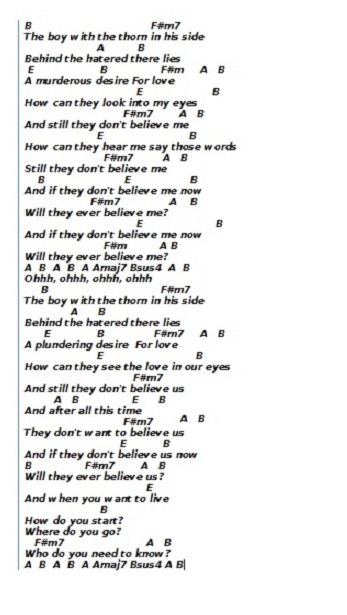 B F#m7
The boy with the thorn in his side
A B
Behind the hatered there lies
E B F#m A B
A murderous desire For love
E B
How can they look into my eyes
F#m7 A B
And still they don't believe me
E B
How can they hear me say those words
F#m7 A B
Still they don't believe me
B E B
And if they don't believe me now
F#m7 A B
Will they ever believe me?
E B
And if they don't believe me now
F#m A B
Will they ever believe me?
A B A B A Amaj7 Bsus4 A B
Ohhh, ohhh, ohhh, ohhh
B F#m7
The boy with the thorn in his side
A B
Behind the hatered there lies
E B F#m7 A B
A plundering desire For love
E B
How can they see the love in our eyes
F#m7
And still they don't believe us
A B E B
And after all this time
F#m7 A B
They don't want to believe us
E B
And if they don't believe us now
B F#m7 A B
Will they ever believe us?
E
And when you want to live
B
How do you start?
Where do you go?
F#m7 A B
Who do you need to know?
A B A B A Amaj7 Bsus4 A B